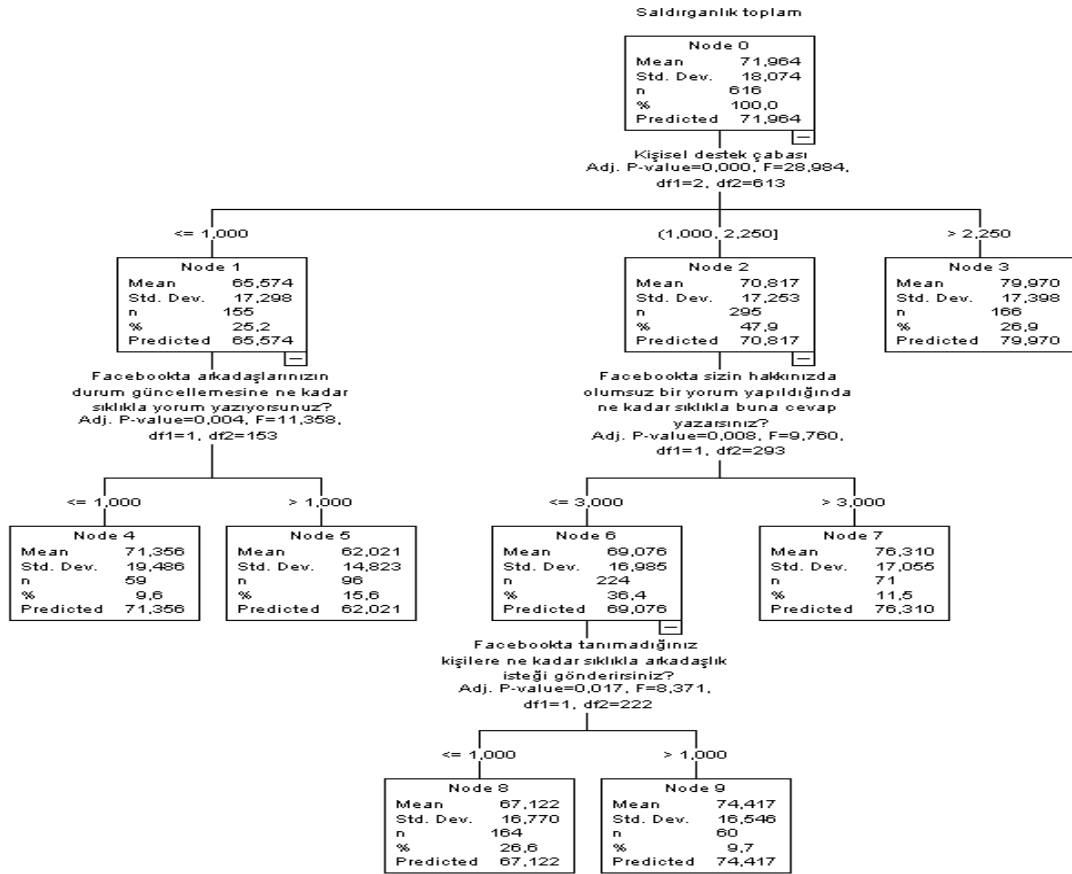 Saldırganlık toplam
Node 0
Mean 71,964
Std. Dev. 18,074
n 616
% 100,0
Predicted 71,964
Kişisel destek çabası
Adj. P-value=0,000, F=28,984,
df1=2, df2=613
<= 1,000
(1,000, 2,250]
> 2,250
Node 1
Mean 65,574
Std. Dev. 17,298
n 155
% 25,2
Predicted 65,574
Node 2
Mean 70,817
Std. Dev. 17,253
n 295
% 47,9
Predicted 70,817
Node 3
Mean 79,970
Std. Dev. 17,398
n 166
% 26,9
Predicted 79,970
Facebookta arkadaşlarınızın
durum güncellemesine ne kadar
sıklıkla yorum yazıyorsunuz?
Adj. P-value=0,004, F=11,358,
df1=1, df2=153
Facebookta sizin hakkınızda
olumsuz bir yorum yapıldığında
ne kadar sıklıkla buna cevap
yazarsınız?
Adj. P-value=0,008, F=9,760,
df1=1, df2=293
<= 1,000
> 1,000
<= 3,000
> 3,000
Node 4
Mean 71,356
Std. Dev. 19,486
n 59
% 9,6
Predicted 71,356
Node 5
Mean 62,021
Std. Dev. 14,823
n 96
% 15,6
Predicted 62,021
Node 6
Mean 69,076
Std. Dev. 16,985
n 224
% 36,4
Predicted 69,076
Node 7
Mean 76,310
Std. Dev. 17,055
n 71
% 11,5
Predicted 76,310
Facebookta tanımadığınız
kişilere ne kadar sıklıkla arkadaşlık
isteği gönderirsiniz?
Adj. P-value=0,017, F=8,371,
df1=1, df2=222
<= 1,000
> 1,000
Node 8
Mean 67,122
Std. Dev. 16,770
n 164
% 26,6
Predicted 67,122
Node 9
Mean 74,417
Std. Dev. 16,546
n 60
% 9,7
Predicted 74,417